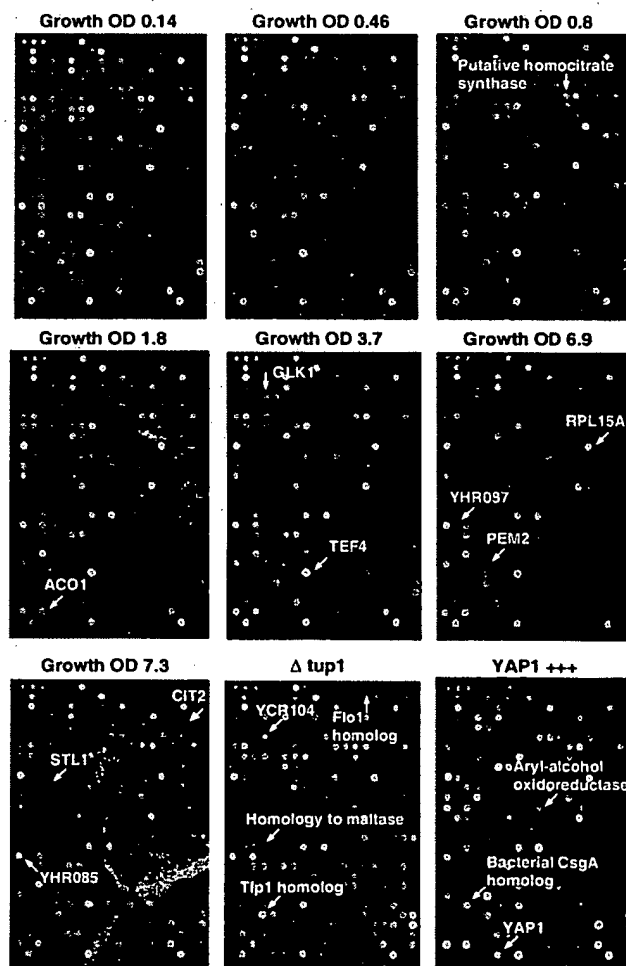 Growth OD 0.14
Growth OD 0.46
Growth OD 0.8
Putative homocitrate
synthase
Growth OD 1.8
Growth OD 3.7
Growth OD 6.9
GLK1
RPL15A
YHR097
PEM2
TEF4
ACO1
Growth OD 7.3
Δ tup1
YAP1 +++
CIT2
YCR104
Flo1
homolog
STL1
Aryl-alcohol
oxidoreductase
Homology to maltase
YHR085
Bacterial CsgA
homolog
Tfp1 homolog
YAP1